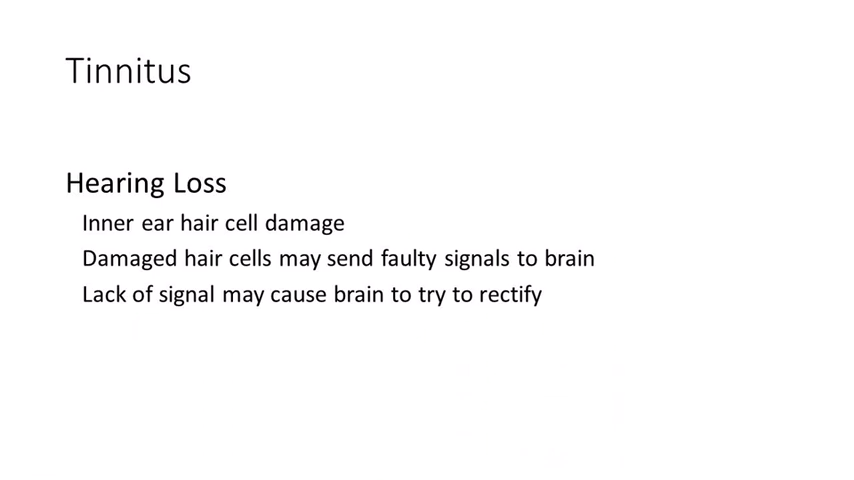 Tinnitus
Hearing Loss
Inner ear hair cell damage
Damaged hair cells may send faulty signals to brain
Lack of signal may cause brain to try to rectify